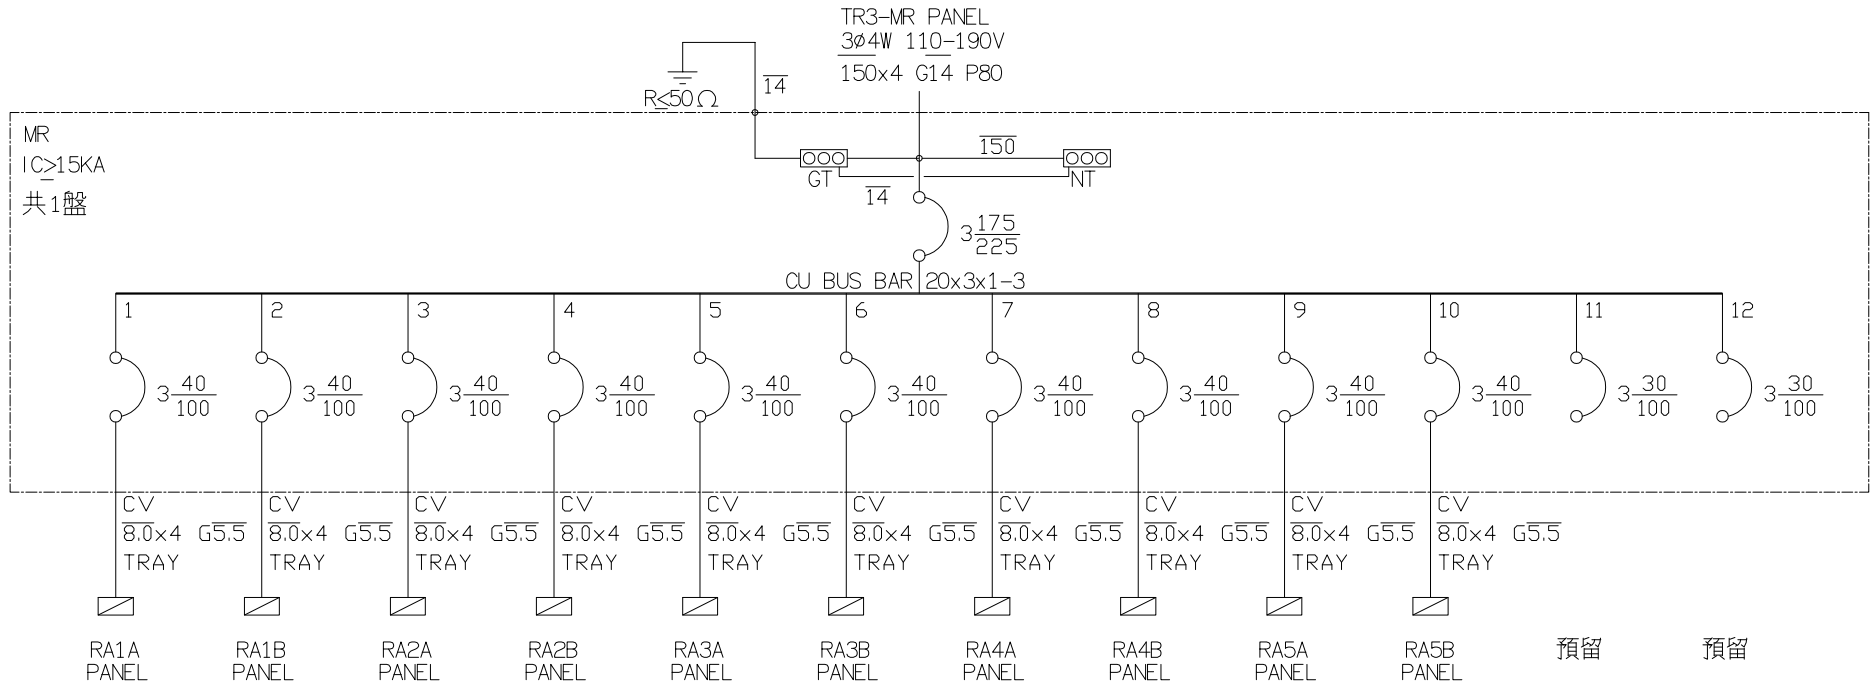 TR3-MR PANEL
3ø4W 110-190V
150x4 G14 P80
14
R≤50Ω
MR
IC≥15KA
共1盤
150
GT
NT
14
3 175/225
CU BUS BAR 20x3x1-3
1 2 3 4 5 6 7 8 9 10 11 12
3 40/100 3 40/100 3 40/100 3 40/100 3 40/100 3 40/100 3 40/100 3 40/100 3 40/100 3 40/100 3 30/100 3 30/100
CV CV CV CV CV CV CV CV CV CV
8.0x4 G5.5 8.0x4 G5.5 8.0x4 G5.5 8.0x4 G5.5 8.0x4 G5.5 8.0x4 G5.5 8.0x4 G5.5 8.0x4 G5.5 8.0x4 G5.5 8.0x4 G5.5
TRAY TRAY TRAY TRAY TRAY TRAY TRAY TRAY TRAY TRAY
RA1A RA1B RA2A RA2B RA3A RA3B RA4A RA4B RA5A RA5B 預留 預留
PANEL PANEL PANEL PANEL PANEL PANEL PANEL PANEL PANEL PANEL